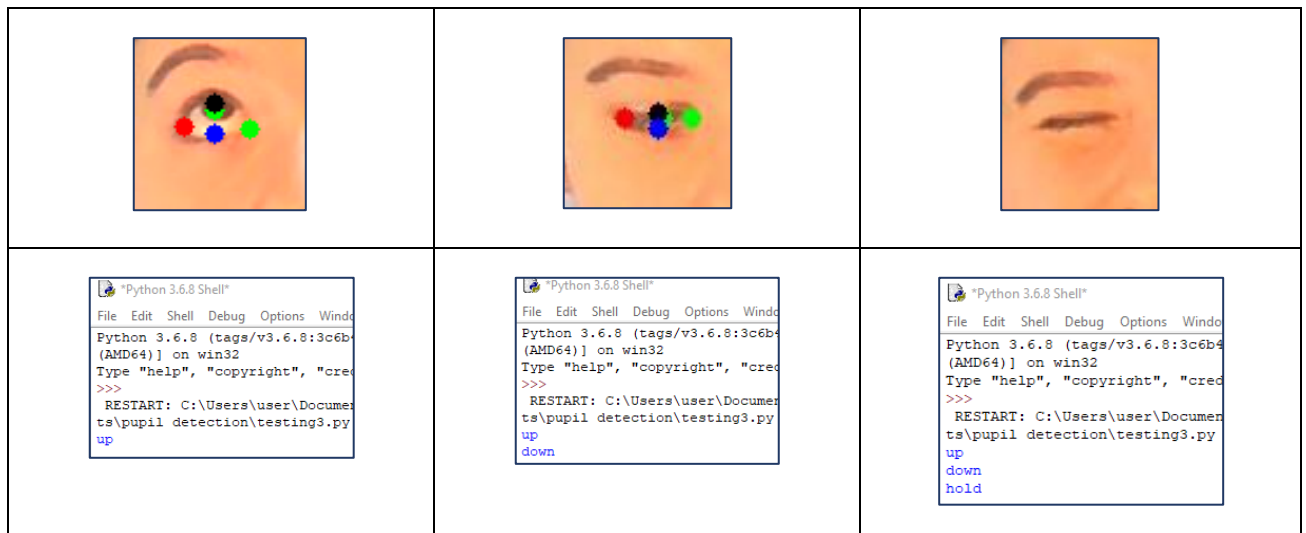 *Python 3.6.8 Shell*
File Edit Shell Debug Options Windo
Python 3.6.8 (tags/v3.6.8:3c6b4
(AMD64)] on win32
Type "help", "copyright", "cred
>>>
RESTART: C:\Users\user\Documen
ts\pupil detection\testing3.py
up
*Python 3.6.8 Shell*
File Edit Shell Debug Options Windo
Python 3.6.8 (tags/v3.6.8:3c6b4
(AMD64)] on win32
Type "help", "copyright", "cred
>>>
RESTART: C:\Users\user\Documen
ts\pupil detection\testing3.py
up
down
*Python 3.6.8 Shell*
File Edit Shell Debug Options Windo
Python 3.6.8 (tags/v3.6.8:3c6b4
(AMD64)] on win32
Type "help", "copyright", "cred
>>>
RESTART: C:\Users\user\Documen
ts\pupil detection\testing3.py
up
down
hold